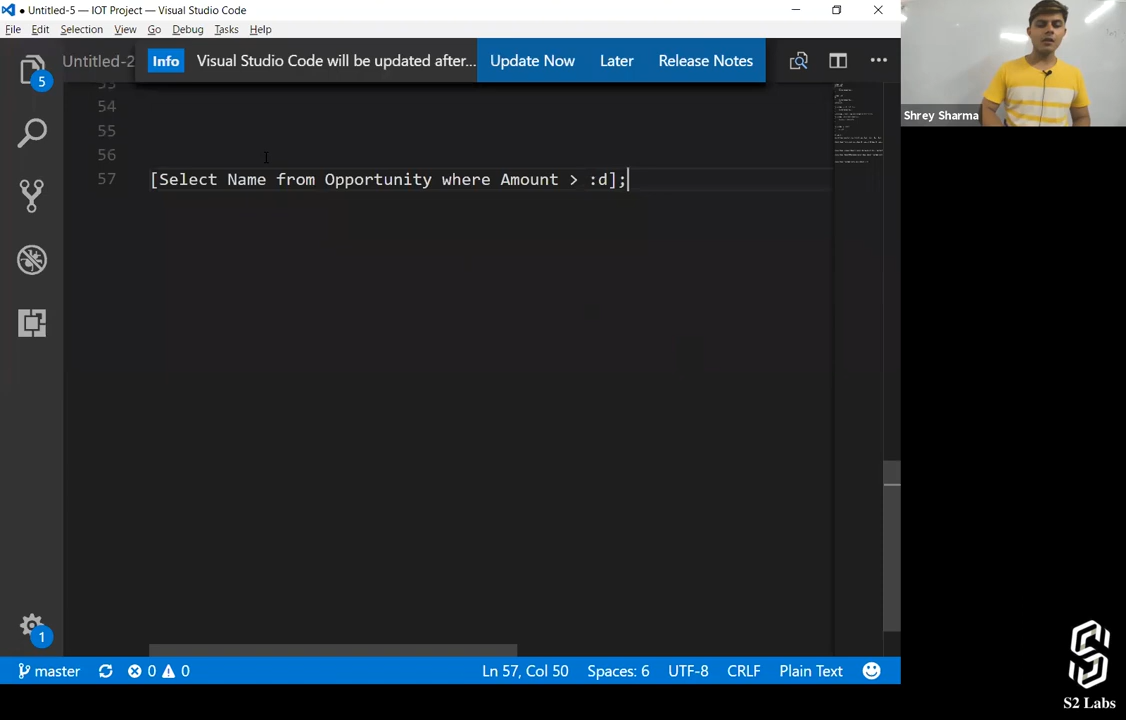 ● Untitled-5 — IOT Project — Visual Studio Code
File Edit Selection View Go Debug Tasks Help
Untitled-2
Info
Visual Studio Code will be updated after...
Update Now
Later
Release Notes
5
53
54
55
56
57 [Select Name from Opportunity where Amount > :d];
Shrey Sharma
1
master
0 0
Ln 57, Col 50
Spaces: 6
UTF-8
CRLF
Plain Text
S2 Labs